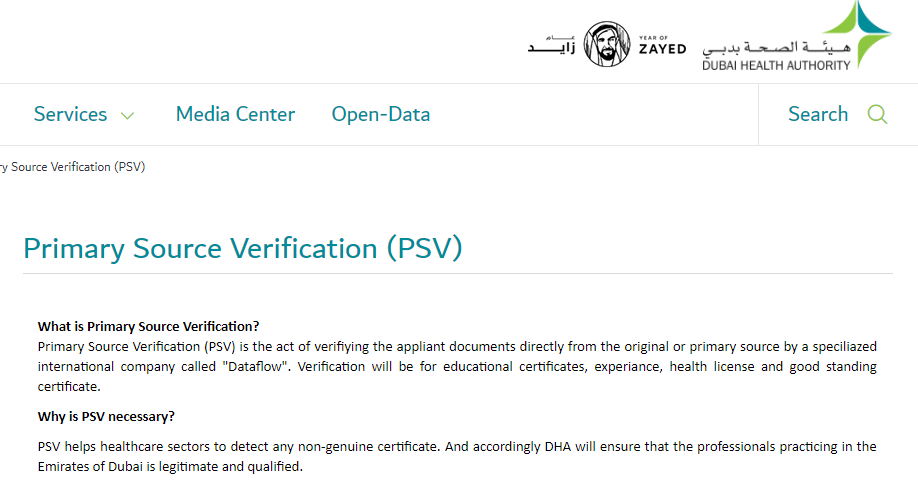 عـــام
زايـــد
YEAR OF
ZAYED
هيئـة الصحـة بدبـي
DUBAI HEALTH AUTHORITY
Services
Media Center
Open-Data
Search
ry Source Verification (PSV)
Primary Source Verification (PSV)
What is Primary Source Verification?
Primary Source Verification (PSV) is the act of verifiying the appliant documents directly from the original or primary source by a speciliazed
international company called "Dataflow". Verification will be for educational certificates, experiance, health license and good standing
certificate.
Why is PSV necessary?
PSV helps healthcare sectors to detect any non-genuine certificate. And accordingly DHA will ensure that the professionals practicing in the
Emirates of Dubai is legitimate and qualified.